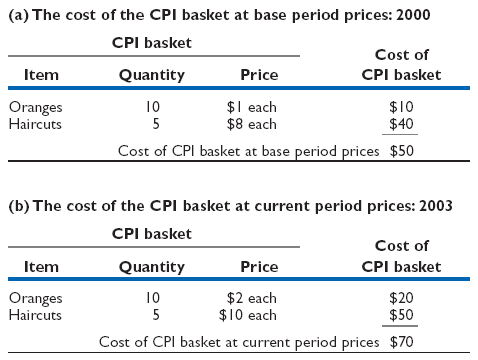 (a) The cost of the CPI basket at base period prices: 2000
CPI basket
Item Quantity Price Cost of CPI basket
Oranges 10 $1 each $10
Haircuts 5 $8 each $40
Cost of CPI basket at base period prices $50
(b) The cost of the CPI basket at current period prices: 2003
CPI basket
Item Quantity Price Cost of CPI basket
Oranges 10 $2 each $20
Haircuts 5 $10 each $50
Cost of CPI basket at current period prices $70